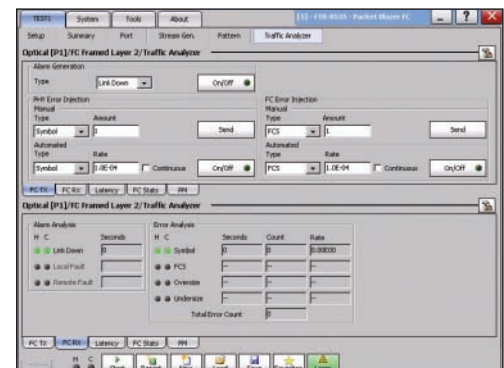 TEST1 System Tools About [S] - FTB-8535 - Packet Blazer FC ?
Setup Summary Port Stream Gen. Pattern Traffic Analyzer
Optical [P1]/FC Framed Layer 2/Traffic Analyzer
Alarm Generation
Type Link Down On/Off
PHY Error Injection
Manual
Type Amount
Symbol 1 Send
Automated
Type Rate
Symbol 1.0E-04 Continuous On/Off
FC Error Injection
Manual
Type Amount
FCS 1 Send
Automated
Type Rate
FCS 1.0E-04 Continuous On/Off
FC TX FC RX Latency FC Stats PM
Optical [P1]/FC Framed Layer 2/Traffic Analyzer
Alarm Analysis
H C Seconds
Link Down 0
Local Fault
Remote Fault
Error Analysis
H C Seconds Count Rate
Symbol 0 0 0.00E00
FCS -- -- --
Oversize -- -- --
Undersize -- -- --
Total Error Count 0
FC TX FC RX Latency FC Stats PM
H C Start Report New Load Save Favorites Laser